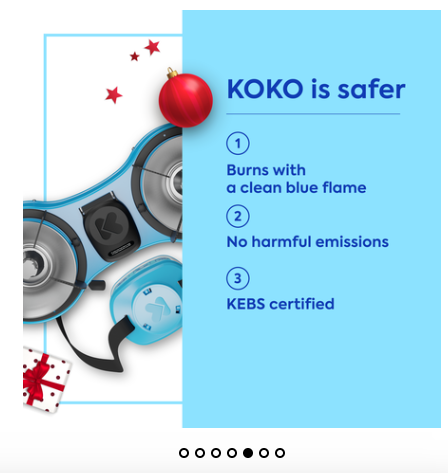 KOKO is safer
1
Burns with
a clean blue flame
2
No harmful emissions
3
KEBS certified